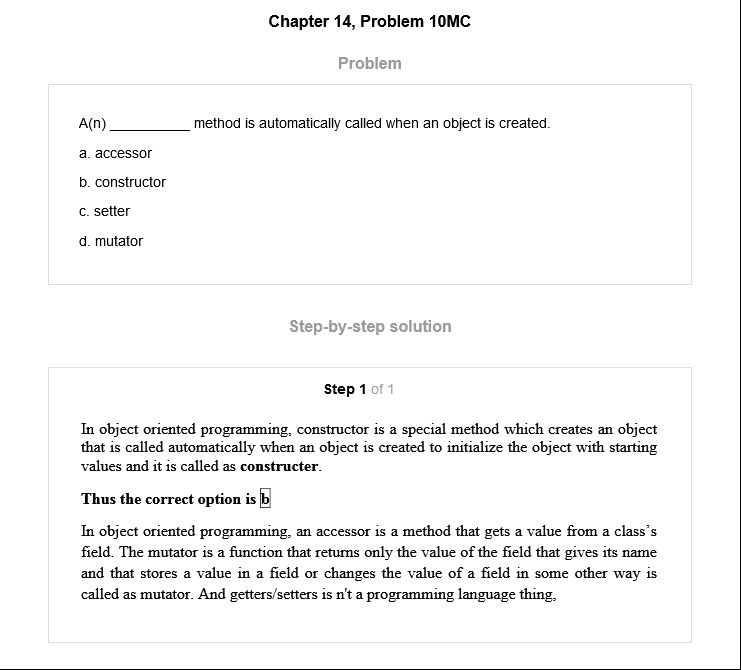 Chapter 14, Problem 10MC
Problem
A(n) __________ method is automatically called when an object is created.
a. accessor
b. constructor
c. setter
d. mutator
Step-by-step solution
Step 1 of 1
In object oriented programming, constructor is a special method which creates an object
that is called automatically when an object is created to initialize the object with starting
values and it is called as constructer.
Thus the correct option is b
In object oriented programming, an accessor is a method that gets a value from a class's
field. The mutator is a function that returns only the value of the field that gives its name
and that stores a value in a field or changes the value of a field in some other way is
called as mutator. And getters/setters is n't a programming language thing,